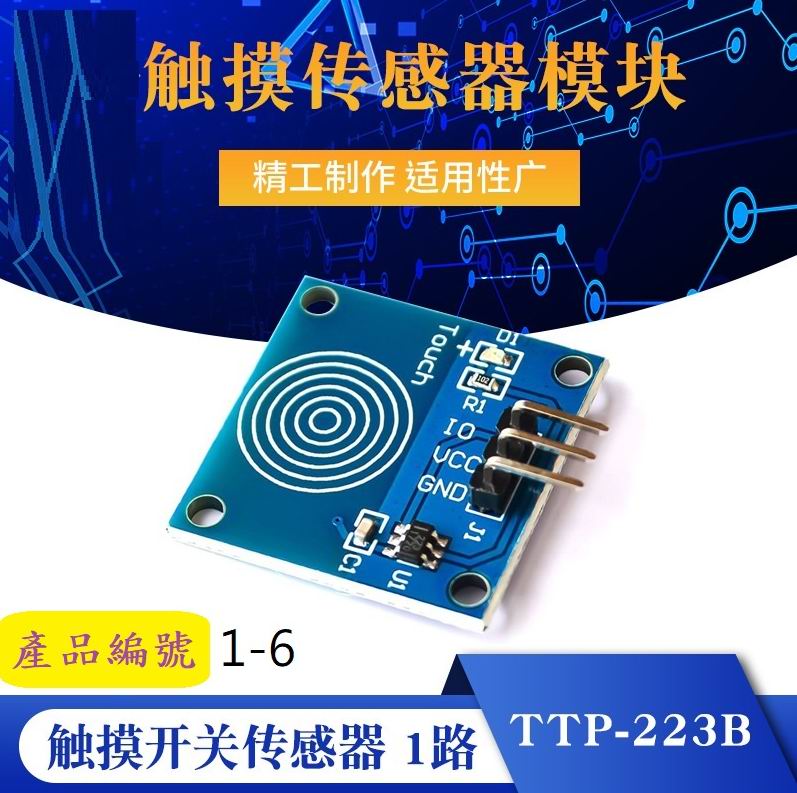 触摸传感器模块
精工制作 适用性广
D1
+
Touch
102
R1
IO
VCC
GND
J1
C1
U1
產品編號 1-6
触摸开关传感器 1路
TTP-223B